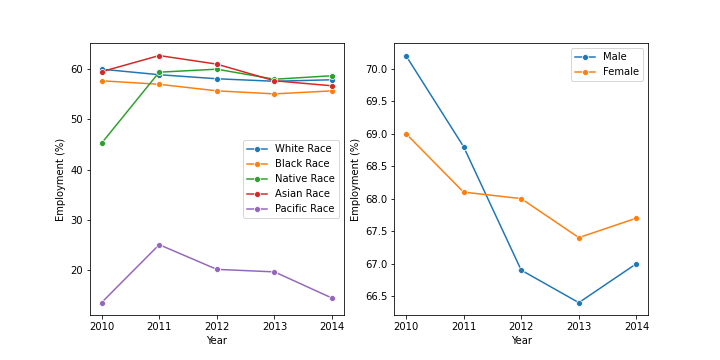 60
50
40
30
20
Employment (%)
2010 2011 2012 2013 2014
Year
White Race
Black Race
Native Race
Asian Race
Pacific Race
70.0
69.5
69.0
68.5
68.0
67.5
67.0
66.5
Employment (%)
2010 2011 2012 2013 2014
Year
Male
Female